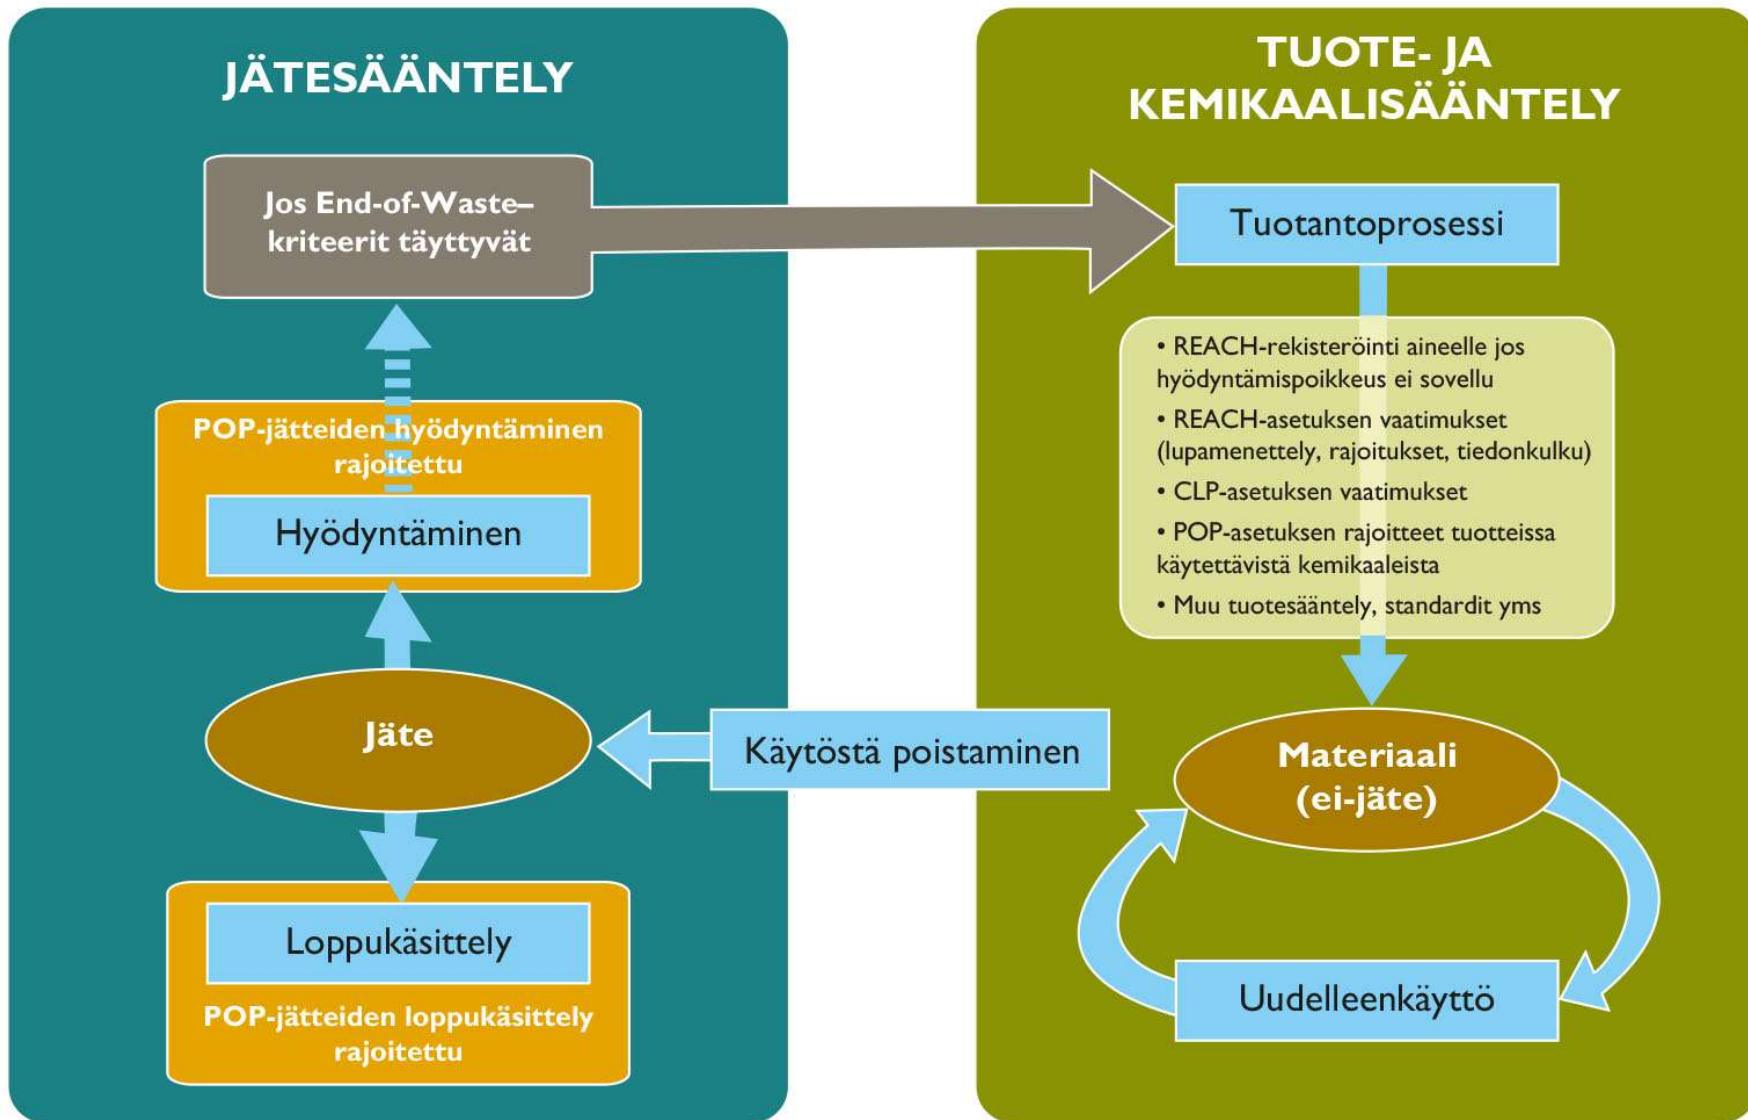 JÄTESÄÄNTELY
Jos End-of-Waste–
kriteerit täyttyvät
POP-jätteiden hyödyntäminen
rajoitettu
Hyödyntäminen
Jäte
Loppukäsittely
POP-jätteiden loppukäsittely
rajoitettu
Käytöstä poistaminen
TUOTE- JA
KEMIKAALISÄÄNTELY
Tuotantoprosessi
• REACH-rekisteröinti aineelle jos
hyödyntämispoikkeus ei sovellu
• REACH-asetuksen vaatimukset
(lupamenettely, rajoitukset, tiedonkulku)
• CLP-asetuksen vaatimukset
• POP-asetuksen rajoitteet tuotteissa
käytettävistä kemikaaleista
• Muu tuotesääntely, standardit yms
Materiaali
(ei-jäte)
Uudelleenkäyttö